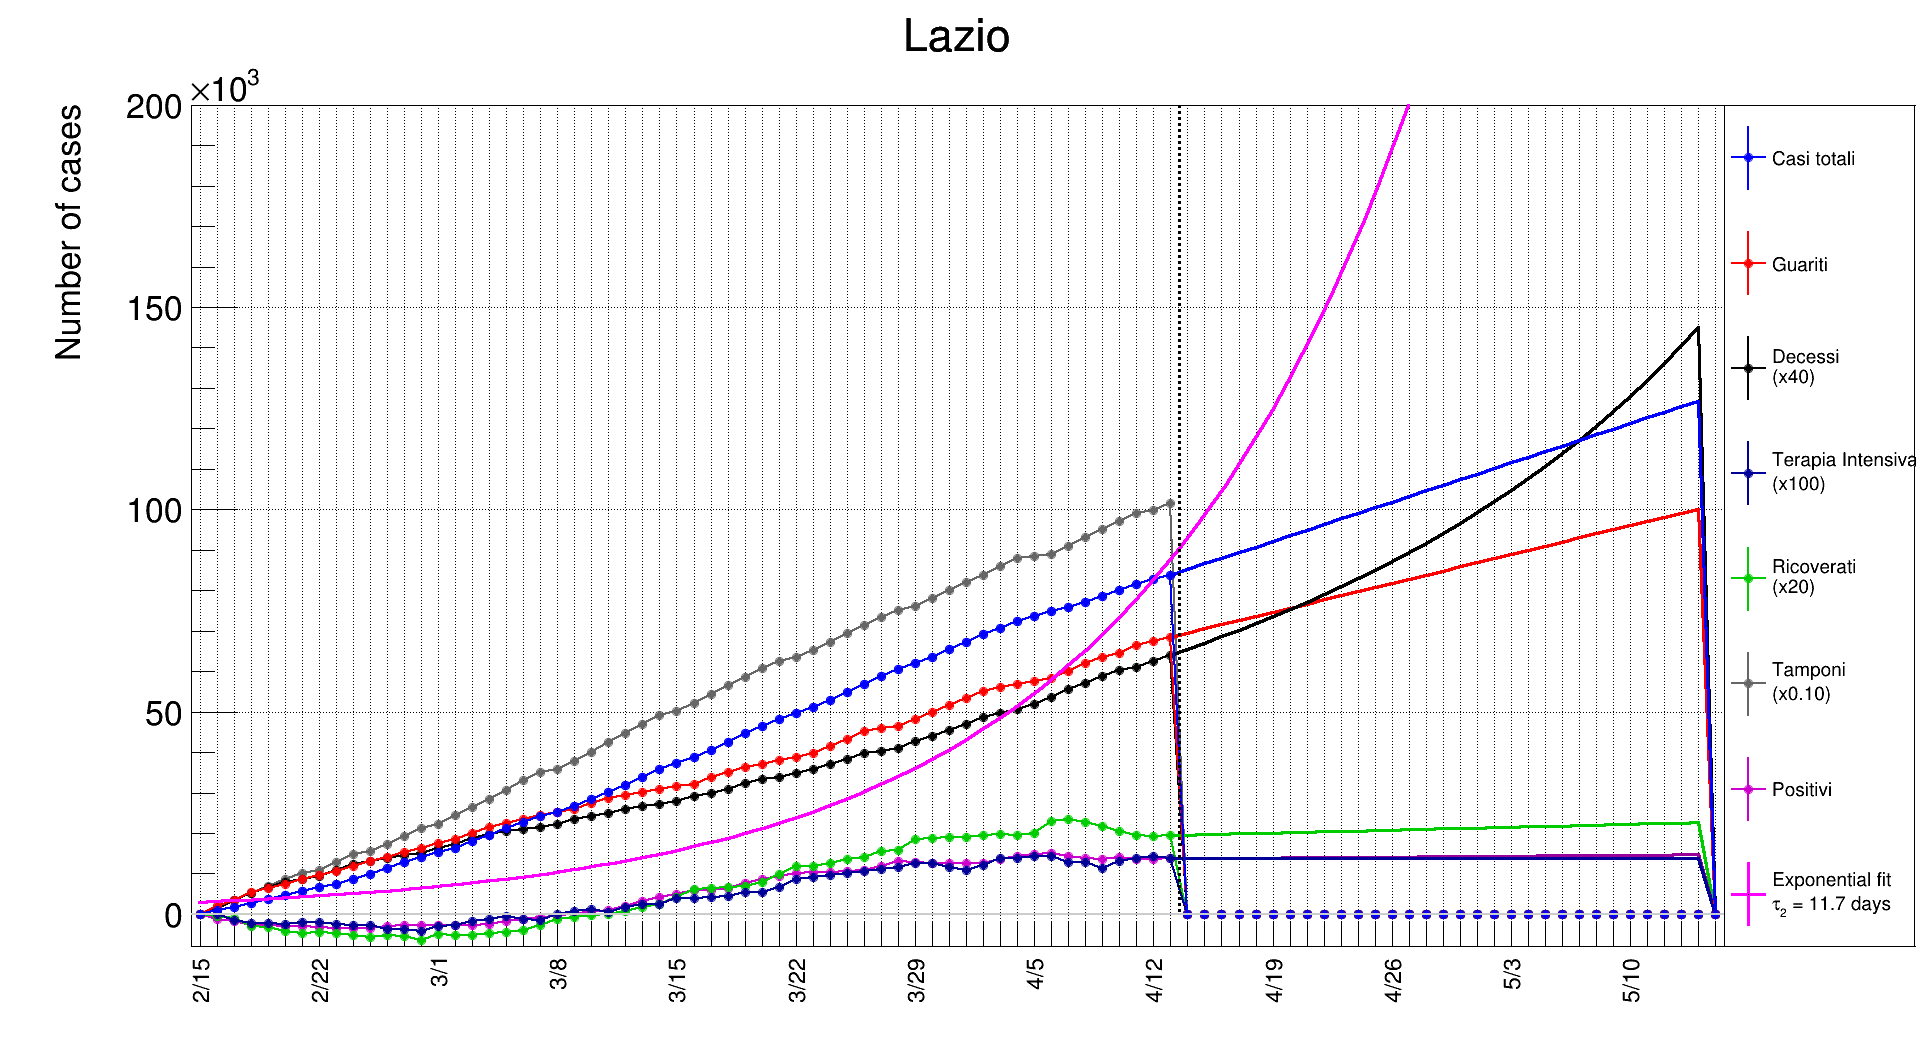 Lazio
×10³
Number of cases
200
150
100
50
0
2/15
2/22
3/1
3/8
3/15
3/22
3/29
4/5
4/12
4/19
4/26
5/3
5/10
Casi totali
Guariti
Decessi
(x40)
Terapia Intensiva
(x100)
Ricoverati
(x20)
Tamponi
(x0.10)
Positivi
Exponential fit
τ₂ = 11.7 days